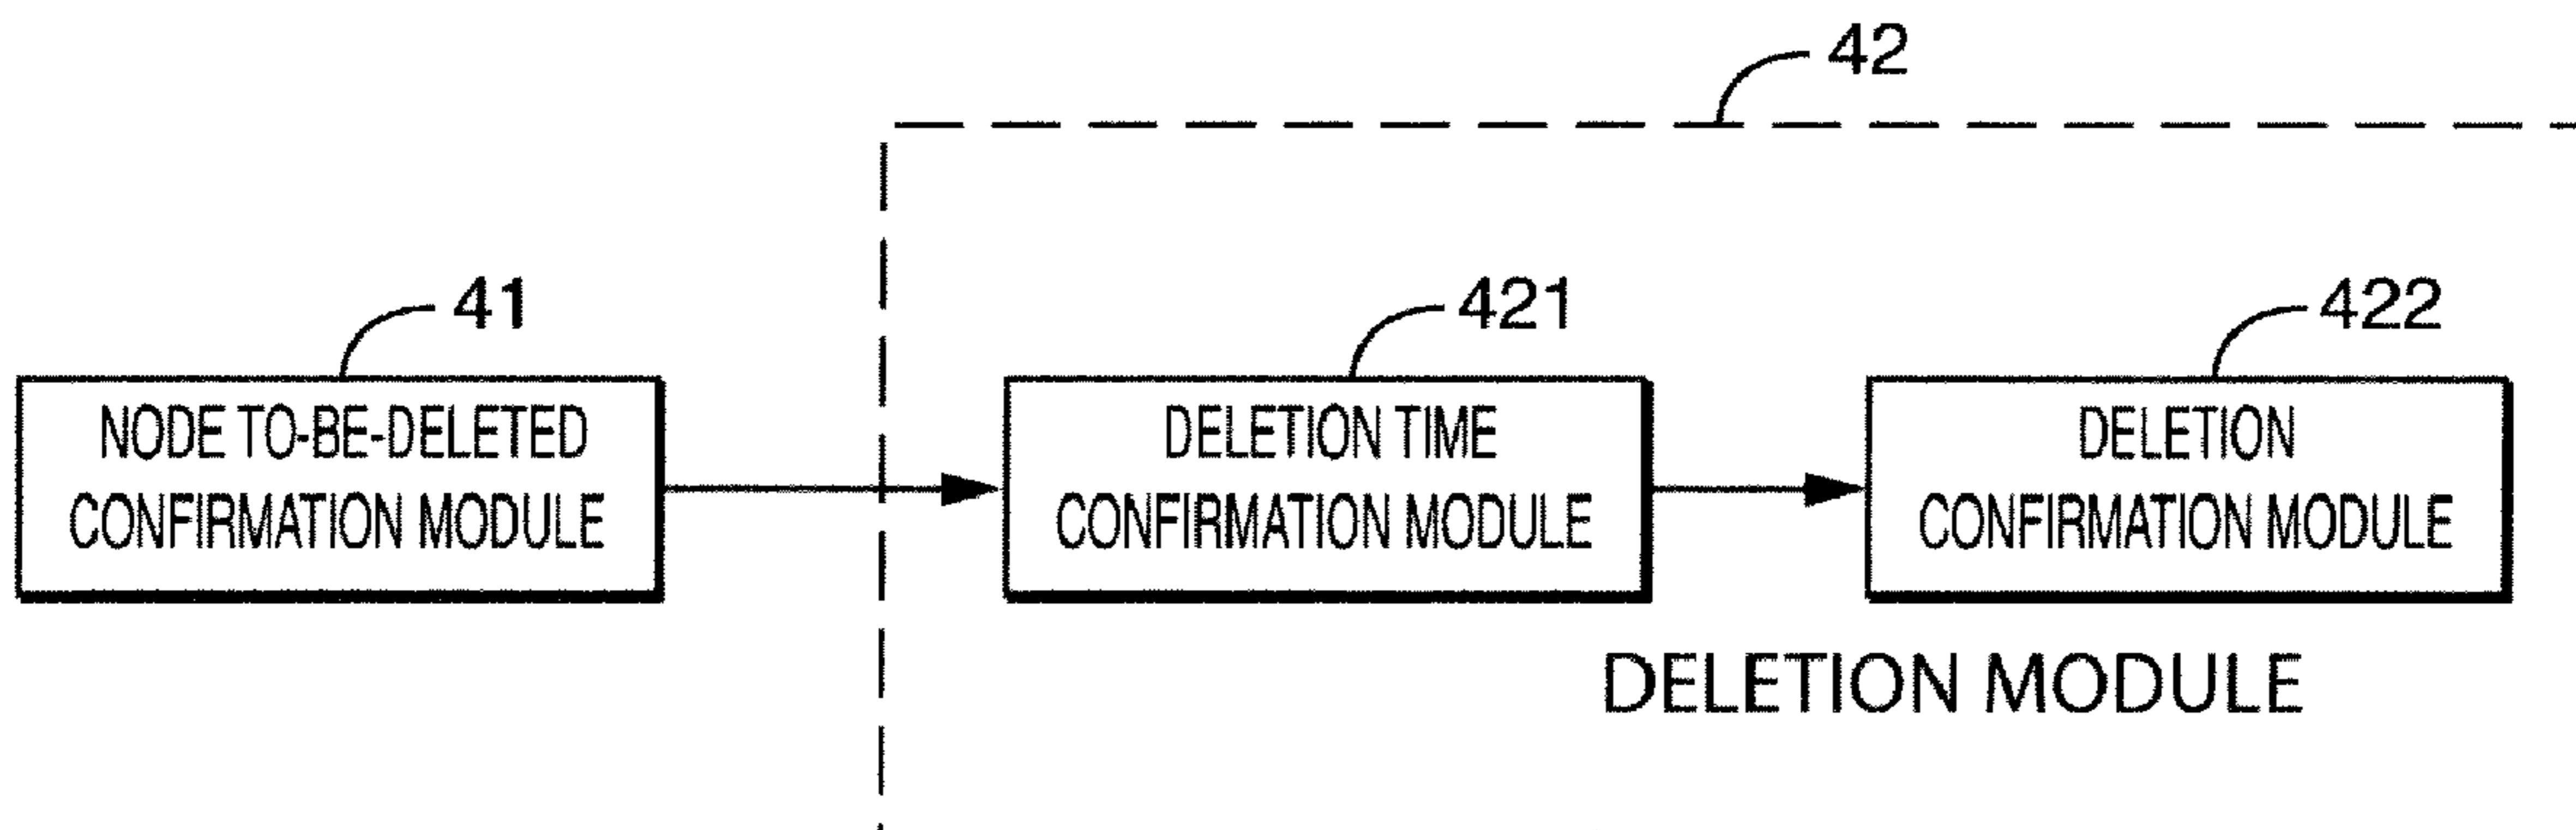 42
41
NODE TO-BE-DELETED
CONFIRMATION MODULE
421
DELETION TIME
CONFIRMATION MODULE
422
DELETION
CONFIRMATION MODULE
DELETION MODULE